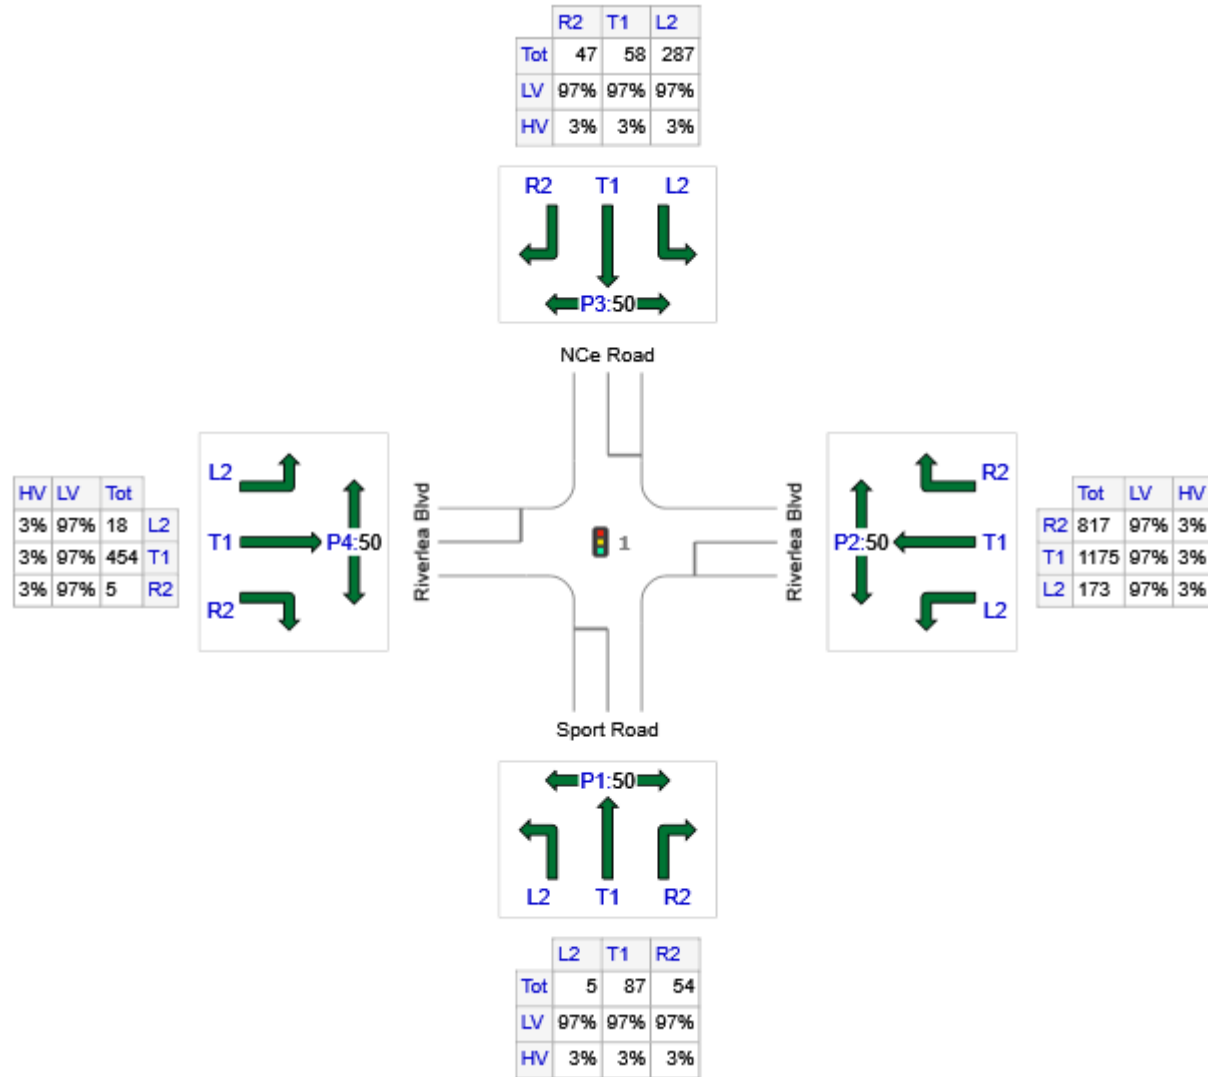 R2 T1 L2
Tot 47 58 287
LV 97% 97% 97%
HV 3% 3% 3%
R2 T1 L2
P3:50
NCe Road
HV LV Tot
3% 97% 18 L2
3% 97% 454 T1
3% 97% 5 R2
L2
T1
R2
P4:50
Riverlea Blvd
1
Riverlea Blvd
P2:50
R2
T1
L2
Tot LV HV
R2 817 97% 3%
T1 1175 97% 3%
L2 173 97% 3%
Sport Road
P1:50
L2 T1 R2
L2 T1 R2
Tot 5 87 54
LV 97% 97% 97%
HV 3% 3% 3%